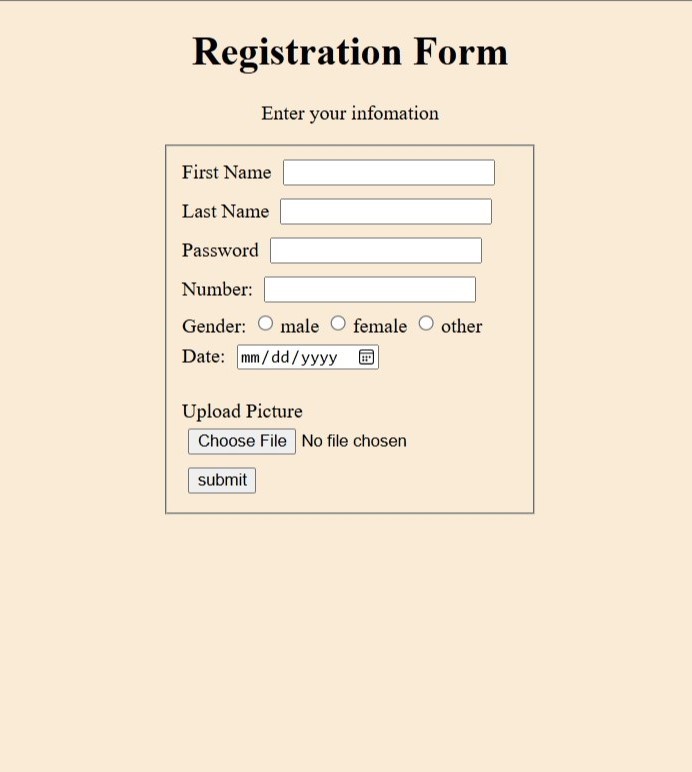 Registration Form
Enter your infomation
First Name
Last Name
Password
Number:
Gender: male female other
Date: mm/dd/yyyy
Upload Picture
Choose File No file chosen
submit